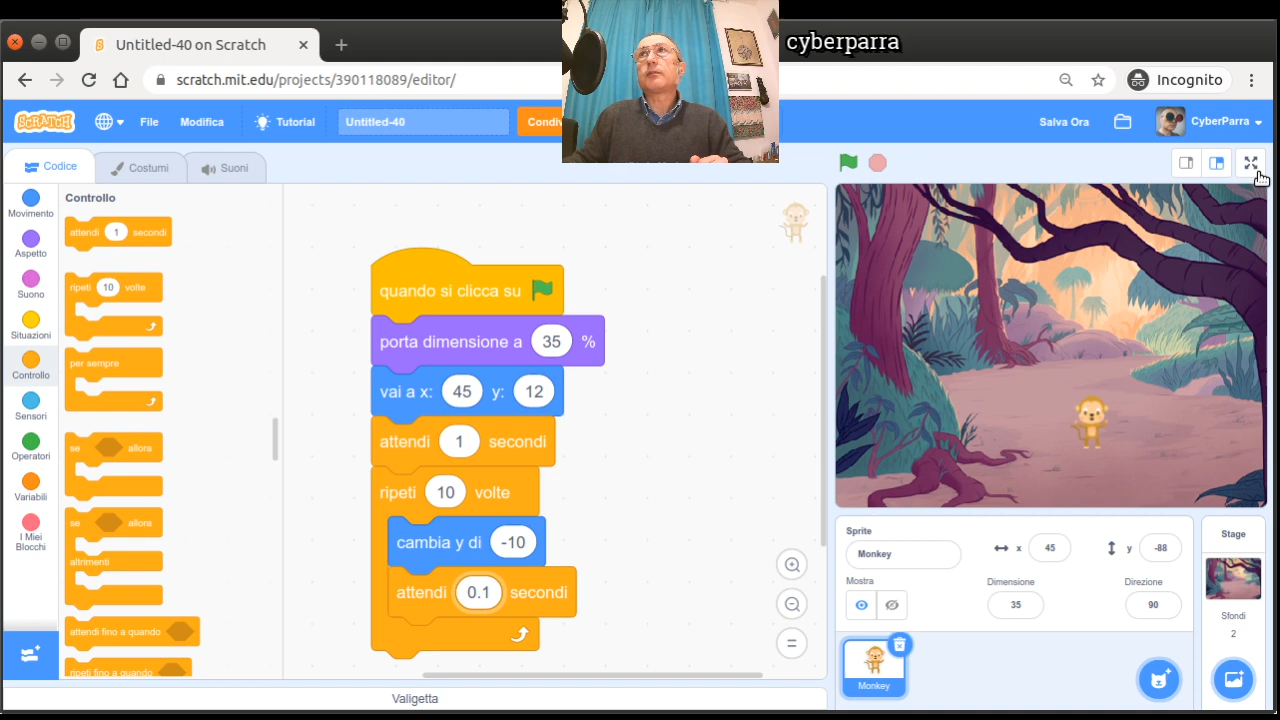 cyberparra
Untitled-40 on Scratch
scratch.mit.edu/projects/390118089/editor/
Incognito
SCRATCH
File
Modifica
Tutorial
Untitled-40
Salva Ora
CyberParra
Codice
Costumi
Suoni
Movimento
Aspetto
Suono
Situazioni
Controllo
Sensori
Operatori
Variabili
I Miei
Blocchi
Controllo
attendi 1 secondi
ripeti 10 volte
per sempre
se allora
se allora
altrimenti
attendi fino a quando
ripeti fino a quando
quando si clicca su
porta dimensione a 35 %
vai a x: 45 y: 12
attendi 1 secondi
ripeti 10 volte
cambia y di -10
attendi 0.1 secondi
Sprite
Monkey
x 45
y -88
Mostra
Dimensione
35
Direzione
90
Monkey
Stage
Sfondi
2
Valigetta